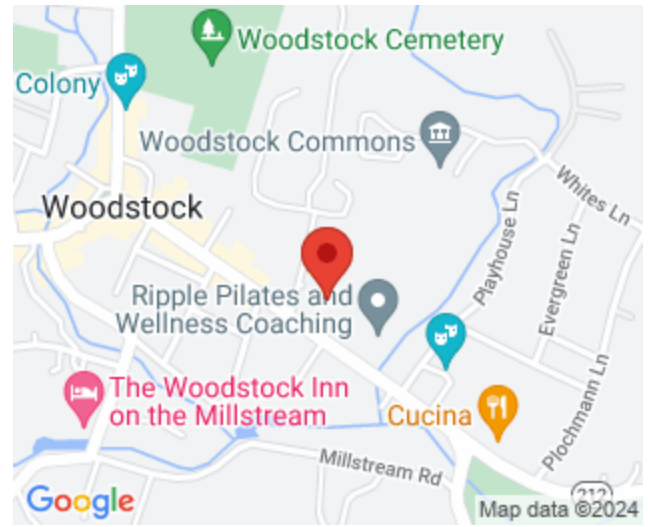 Woodstock Cemetery
Colony
Woodstock Commons
Whites Ln
Woodstock
Playhouse Ln
Evergreen Ln
Ripple Pilates and
Wellness Coaching
The Woodstock Inn
on the Millstream
Cucina
Plochmann Ln
Millstream Rd
212
Google
Map data ©2024